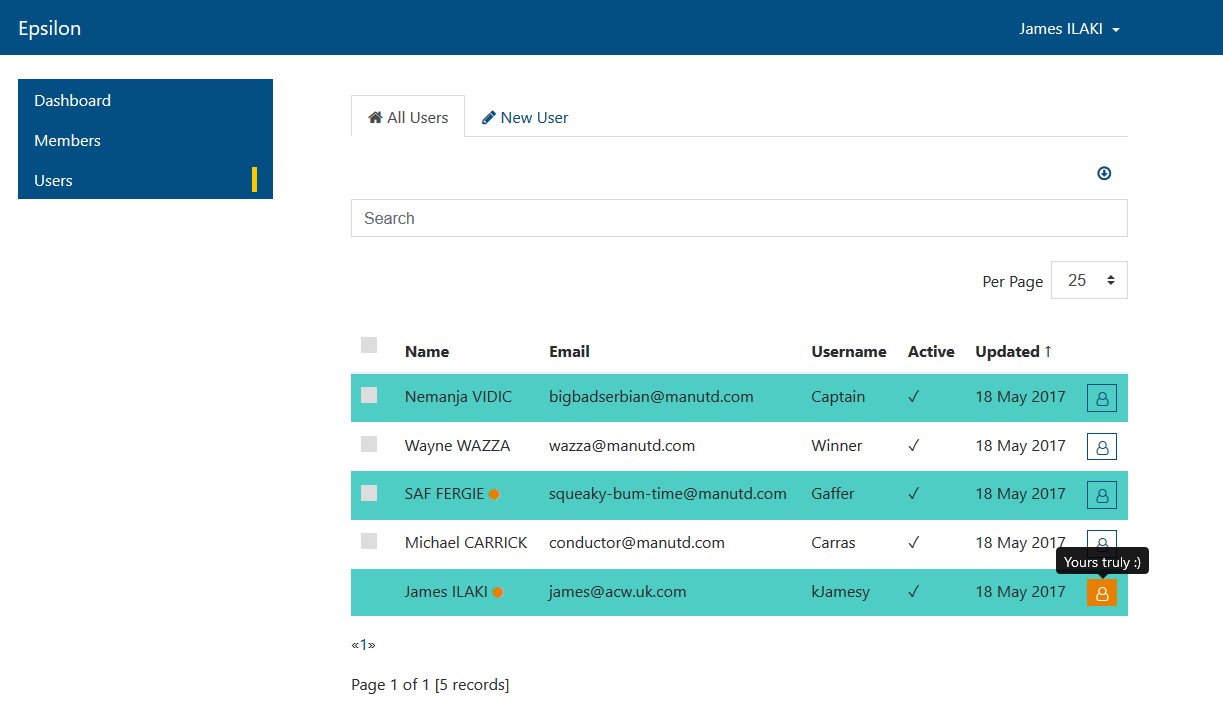 Epsilon
James ILAKI
Dashboard
Members
Users
All Users
New User
Search
Per Page 25
Name Email Username Active Updated ↑
Nemanja VIDIC bigbadserbian@manutd.com Captain ✓ 18 May 2017
Wayne WAZZA wazza@manutd.com Winner ✓ 18 May 2017
SAF FERGIE squeaky-bum-time@manutd.com Gaffer ✓ 18 May 2017
Michael CARRICK conductor@manutd.com Carras ✓ 18 May 2017
Yours truly :)
James ILAKI james@acw.uk.com kJamesy ✓ 18 May 2017
«1»
Page 1 of 1 [5 records]